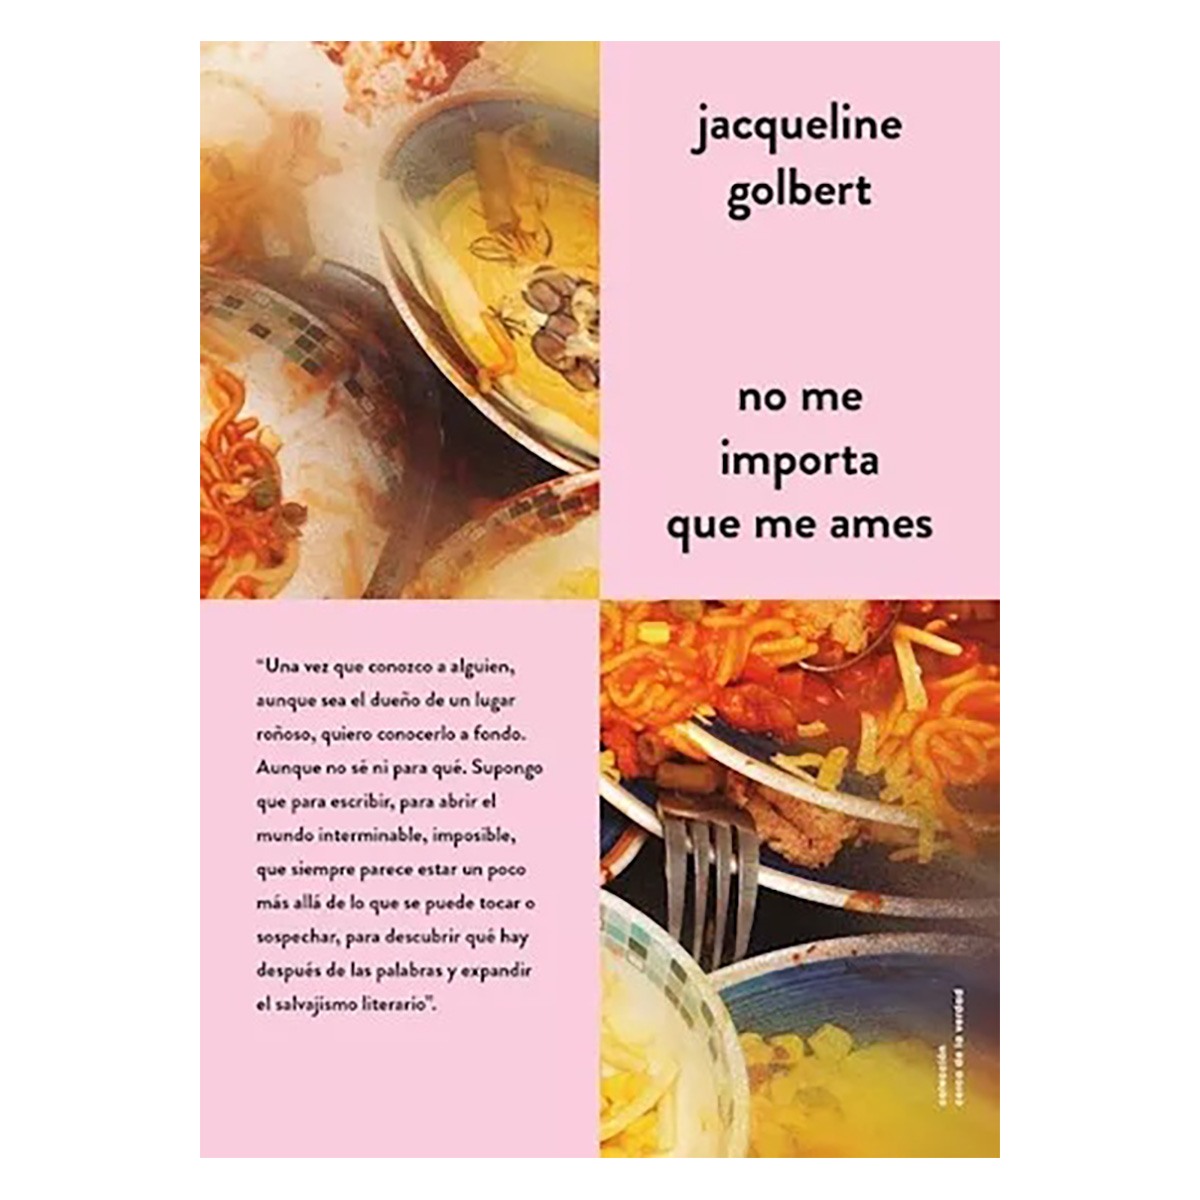 jacqueline
golbert
no me
importa
que me ames
“Una vez que conozco a alguien,
aunque sea el dueño de un lugar
roñoso, quiero conocerlo a fondo.
Aunque no sé ni para qué. Supongo
que para escribir, para abrir el
mundo interminable, imposible,
que siempre parece estar un poco
más allá de lo que se puede tocar o
sospechar, para descubrir qué hay
después de las palabras y expandir
el salvajismo literario”.
colección
cerca de la verdad